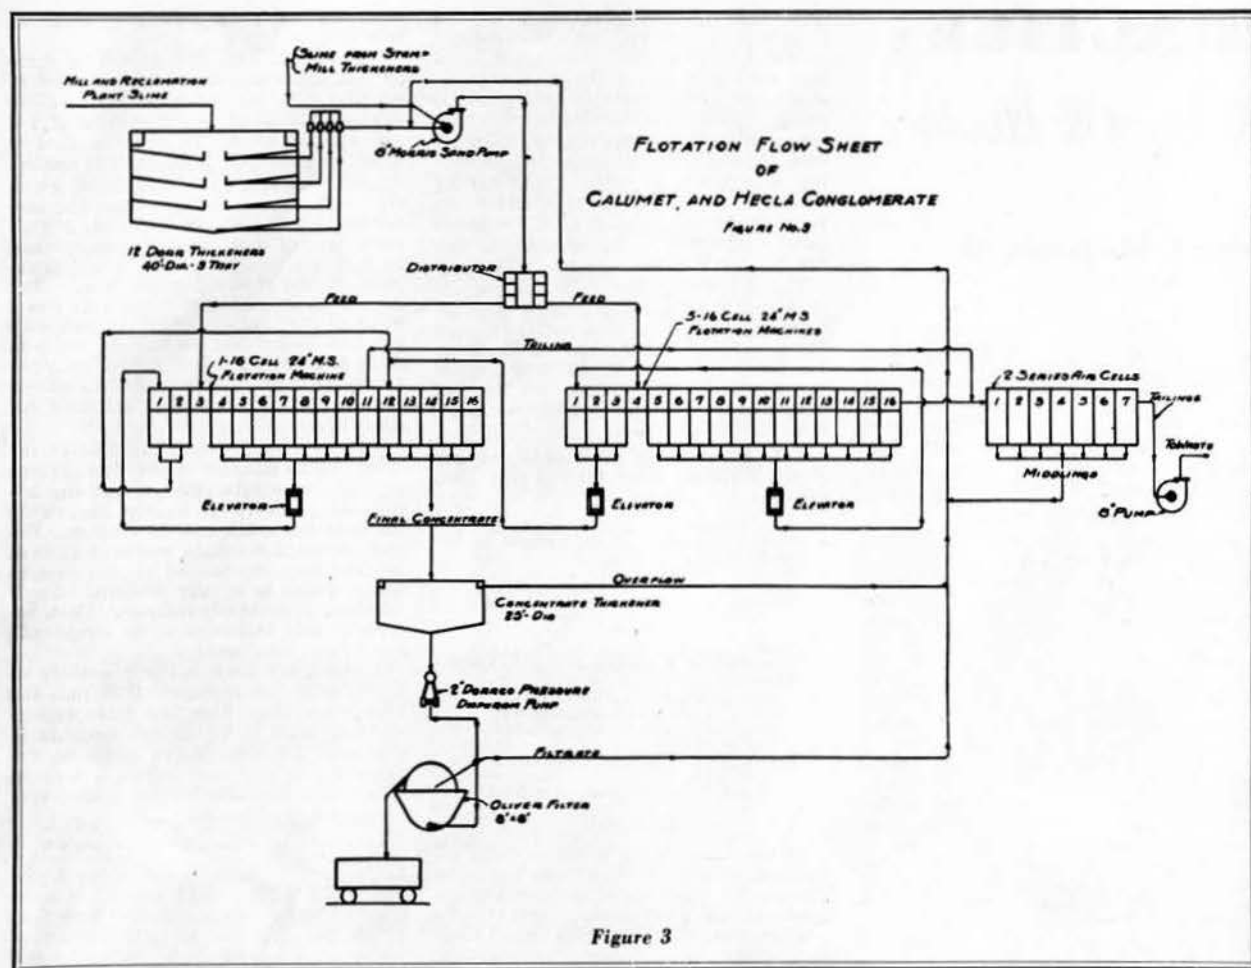 SLIME FROM STAMP
MILL THICKENERS
MILL AND RECLAMATION
PLANT SLIME
8" MORRIS SAND PUMP
FLOTATION FLOW SHEET
OF
CALUMET, AND HECLA CONGLOMERATE
FIGURE NO.3
12 DORR THICKENERS
40'-DIA-3 TRAY
DISTRIBUTOR
FEED
FEED
5-16 CELL 24" M.S.
FLOTATION MACHINES
TAILING
1-16 CELL 24" M.S.
FLOTATION MACHINE
2 SERIES AIR CELLS
1 2 3 4 5 6 7 8 9 10 11 12 13 14 15 16
1 2 3 4 5 6 7 8 9 10 11 12 13 14 15 16
1 2 3 4 5 6 7
TAILINGS
TO WASTE
MIDDLINGS
ELEVATOR
ELEVATOR
ELEVATOR
8" PUMP
FINAL CONCENTRATE
OVERFLOW
CONCENTRATE THICKENER
25'-DIA
2" DORRCO PRESSURE
DIAPHRAM PUMP
FILTRATE
OLIVER FILTER
Figure 3